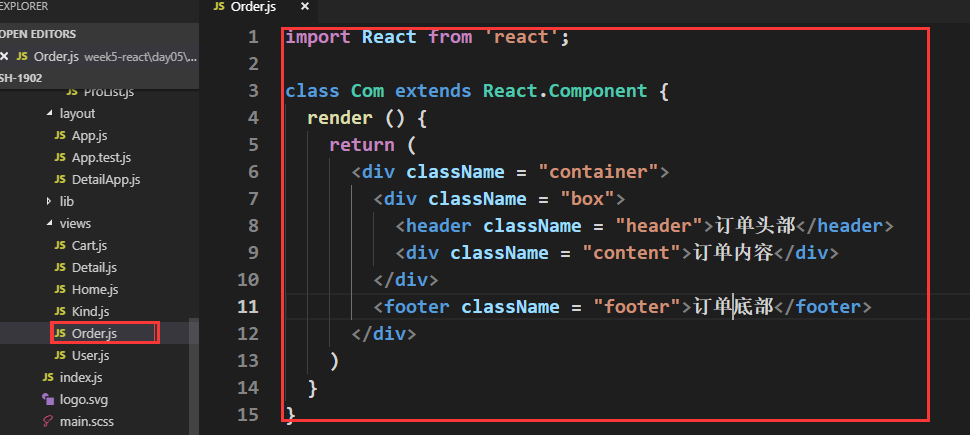 EXPLORER
OPEN EDITORS
JS Order.js week5-react\day05\...
SH-1902
JS ProList.js
layout
JS App.js
JS App.test.js
JS DetailApp.js
lib
views
JS Cart.js
JS Detail.js
JS Home.js
JS Kind.js
JS Order.js
JS User.js
JS index.js
logo.svg
main.scss
JS Order.js ×
1 import React from 'react';
2
3 class Com extends React.Component {
4 render () {
5 return (
6 <div className = "container">
7 <div className = "box">
8 <header className = "header">订单头部</header>
9 <div className = "content">订单内容</div>
10 </div>
11 <footer className = "footer">订单底部</footer>
12 </div>
13 )
14 }
15 }